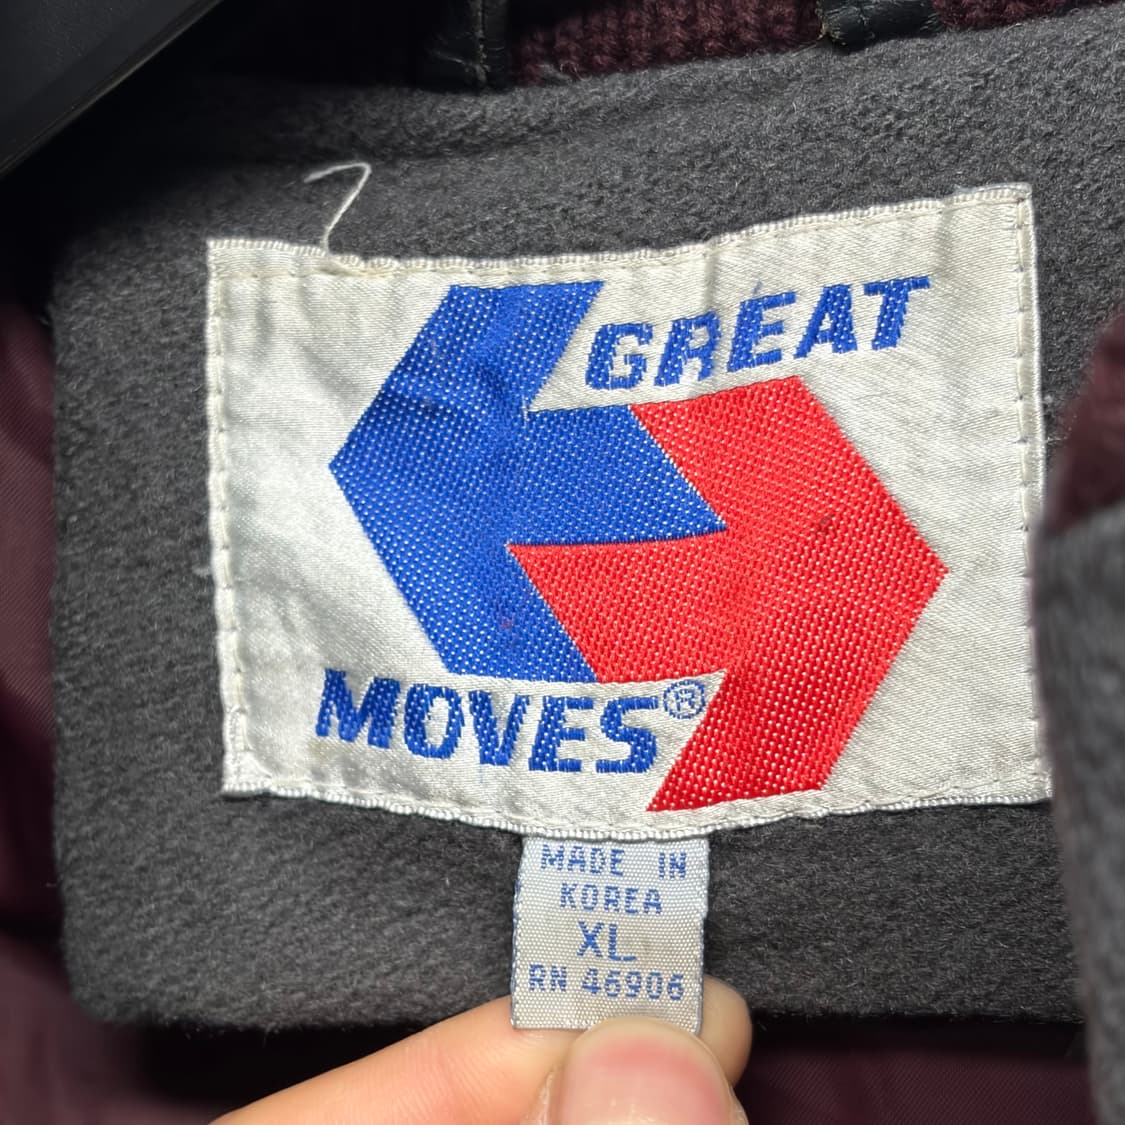 GREAT
MOVES®
MADE IN
KOREA
XL
RN 46906